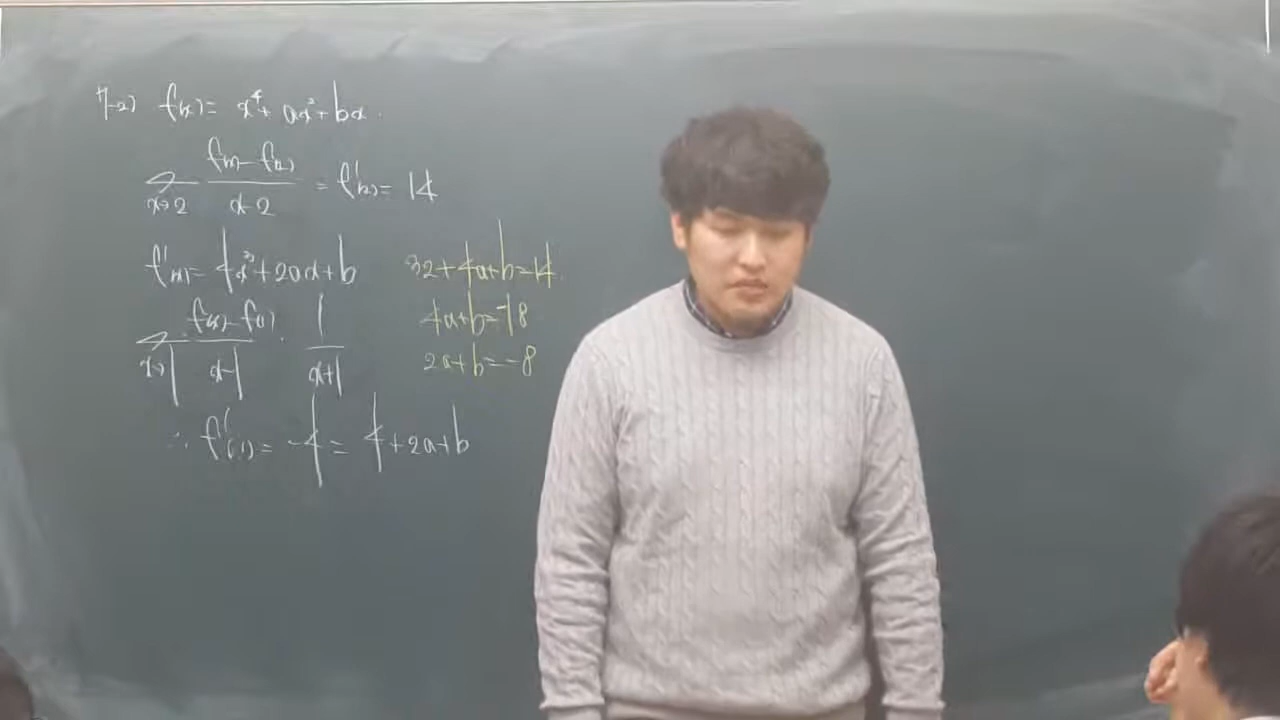 7-2) f(x) = x⁴ + ax² + bx.
lim x→2 f(x) - f(2) / x-2 = f'(2) = 14
f'(x) = 4x³ + 2ax + b
lim x→1 f(x) - f(1) / x-1 · 1 / x+1
∴ f'(1) = -4 = 4 + 2a + b
32 + 4a + b = 14.
4a + b = -18
2a + b = -8